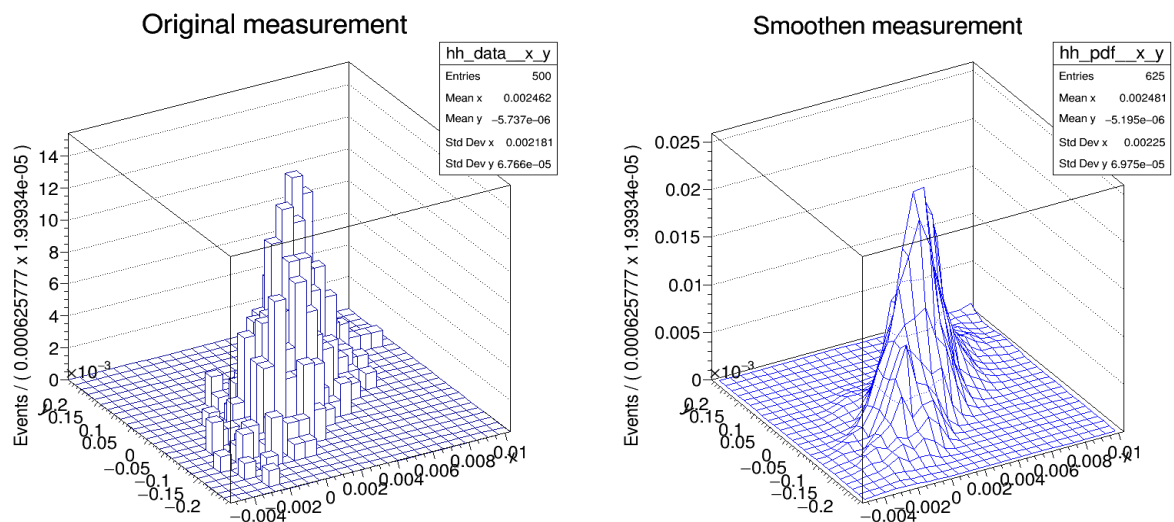 Original measurement
hh_data__x_y
Entries 500
Mean x 0.002462
Mean y −5.737e−06
Std Dev x 0.002181
Std Dev y 6.766e−05
Events / ( 0.000625777 x 1.93934e-05 )
14
12
10
8
6
4
2
0
×10⁻³
0.2
y
0.15
0.1
0.05
0
−0.05
−0.1
−0.15
−0.2
−0.004
−0.002
0
0.002
0.004
0.006
0.008
0.01
x
Smoothen measurement
hh_pdf__x_y
Entries 625
Mean x 0.002481
Mean y −5.195e−06
Std Dev x 0.00225
Std Dev y 6.975e−05
Events / ( 0.000625777 x 1.93934e-05 )
0.025
0.02
0.015
0.01
0.005
0
×10⁻³
0.2
y
0.15
0.1
0.05
0
−0.05
−0.1
−0.15
−0.2
−0.004
−0.002
0
0.002
0.004
0.006
0.008
0.01
x